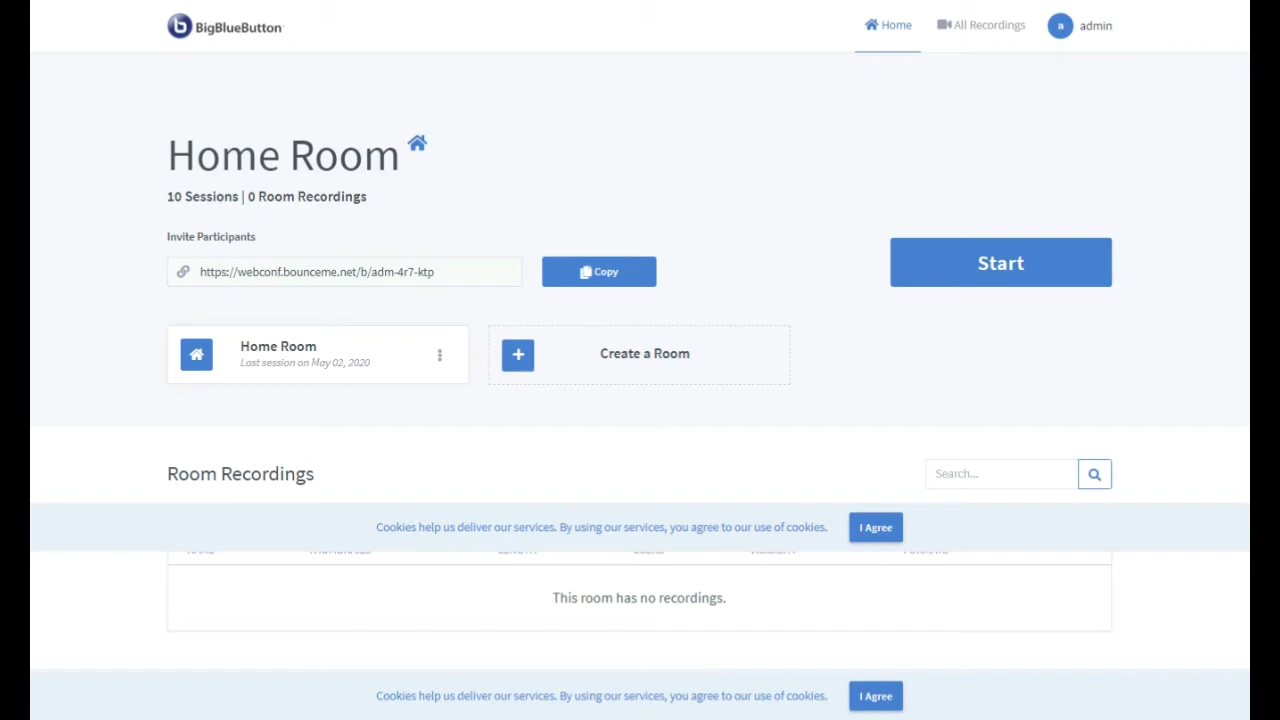 BigBlueButton
Home
All Recordings
a
admin
Home Room
10 Sessions | 0 Room Recordings
Invite Participants
https://webconf.bounceme.net/b/adm-4r7-ktp
Copy
Start
Home Room
Last session on May 02, 2020
Create a Room
Room Recordings
Search...
Cookies help us deliver our services. By using our services, you agree to our use of cookies.
I Agree
This room has no recordings.
Cookies help us deliver our services. By using our services, you agree to our use of cookies.
I Agree